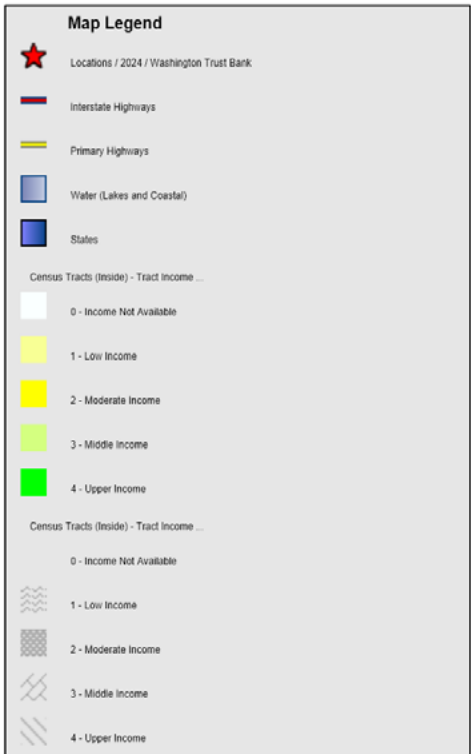 Map Legend
Locations / 2024 / Washington Trust Bank
Interstate Highways
Primary Highways
Water (Lakes and Coastal)
States
Census Tracts (Inside) - Tract Income ...
0 - Income Not Available
1 - Low Income
2 - Moderate Income
3 - Middle Income
4 - Upper Income
Census Tracts (Inside) - Tract Income ...
0 - Income Not Available
1 - Low Income
2 - Moderate Income
3 - Middle Income
4 - Upper Income